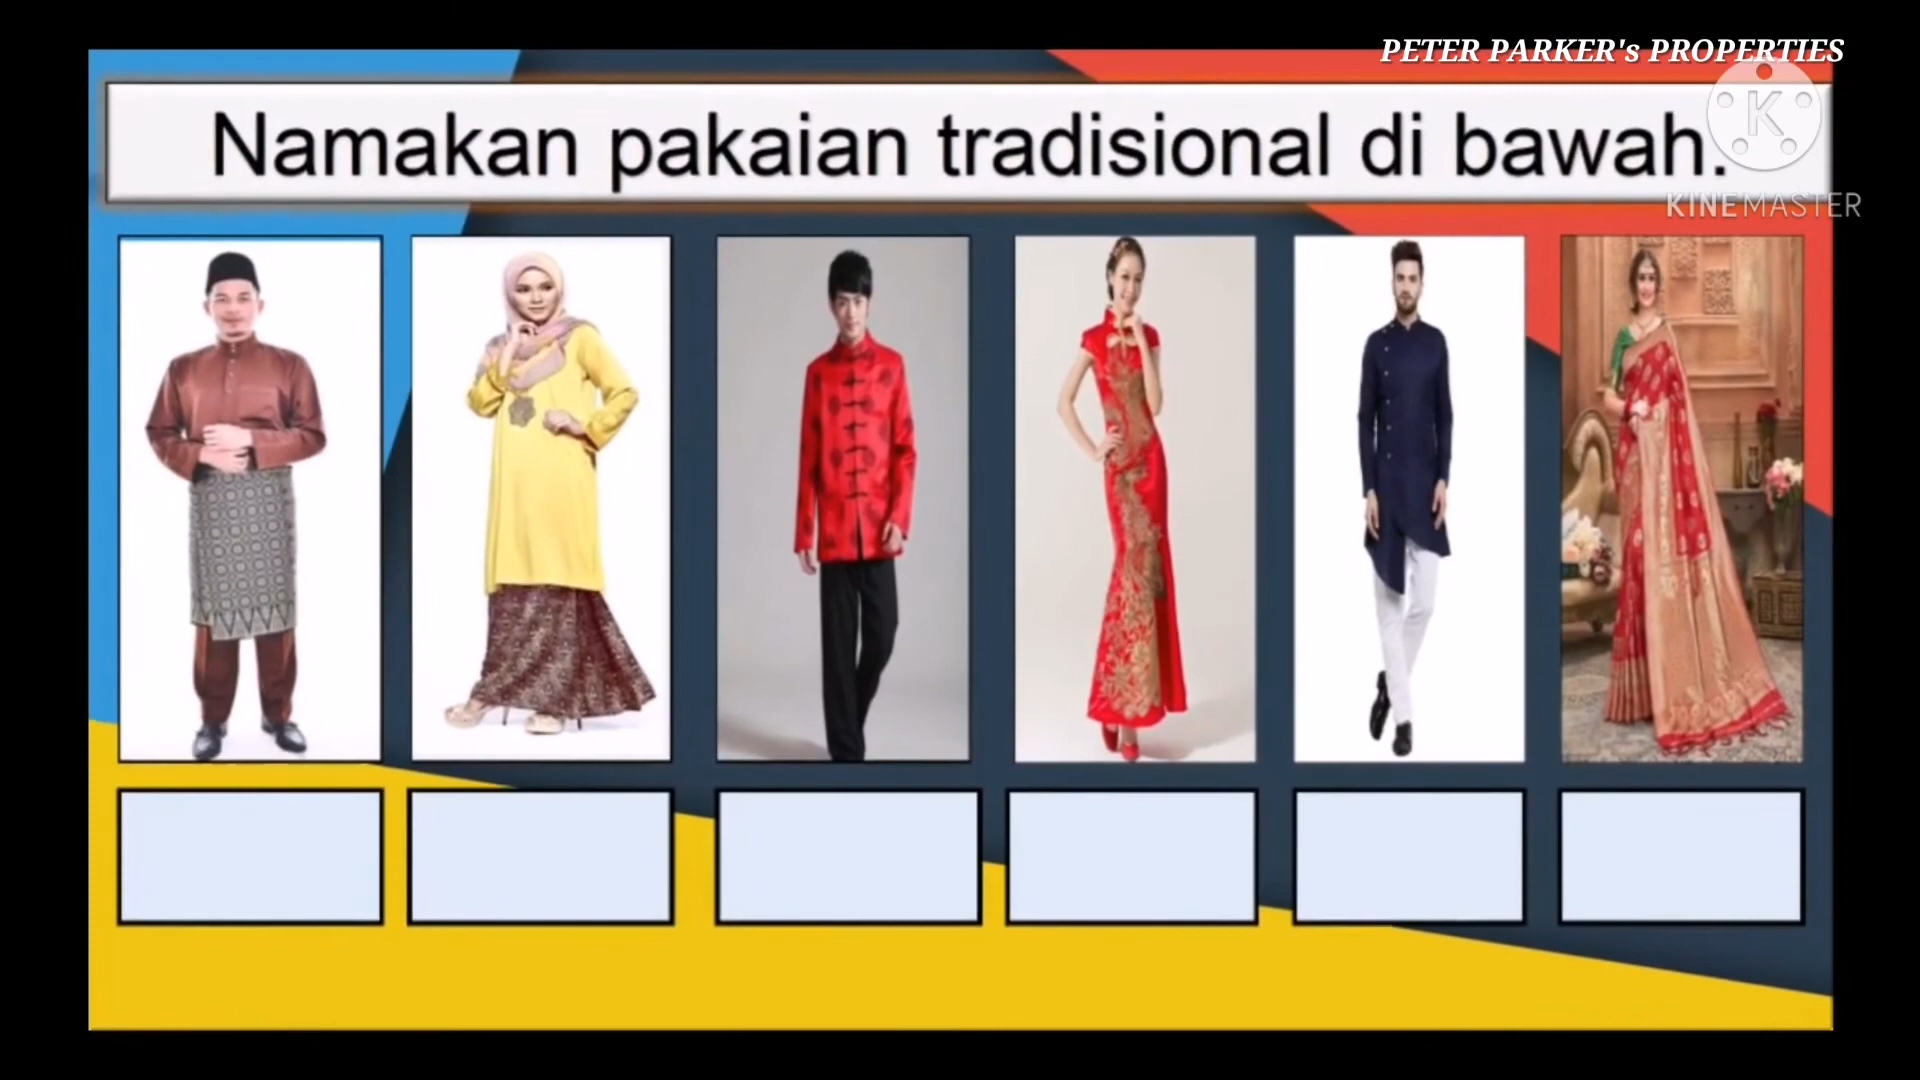 PETER PARKER's PROPERTIES
Namakan pakaian tradisional di bawah.
K
KINEMASTER